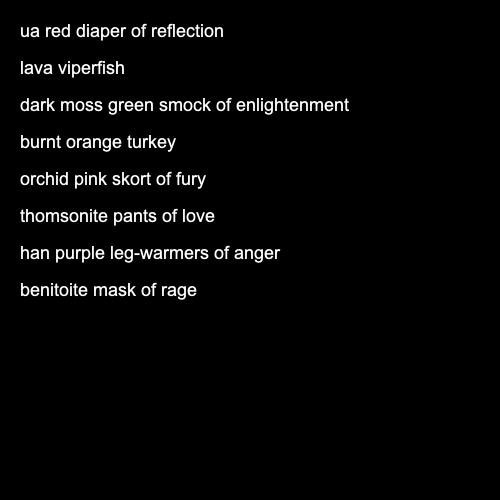 ua red diaper of reflection
lava viperfish
dark moss green smock of enlightenment
burnt orange turkey
orchid pink skort of fury
thomsonite pants of love
han purple leg-warmers of anger
benitoite mask of rage